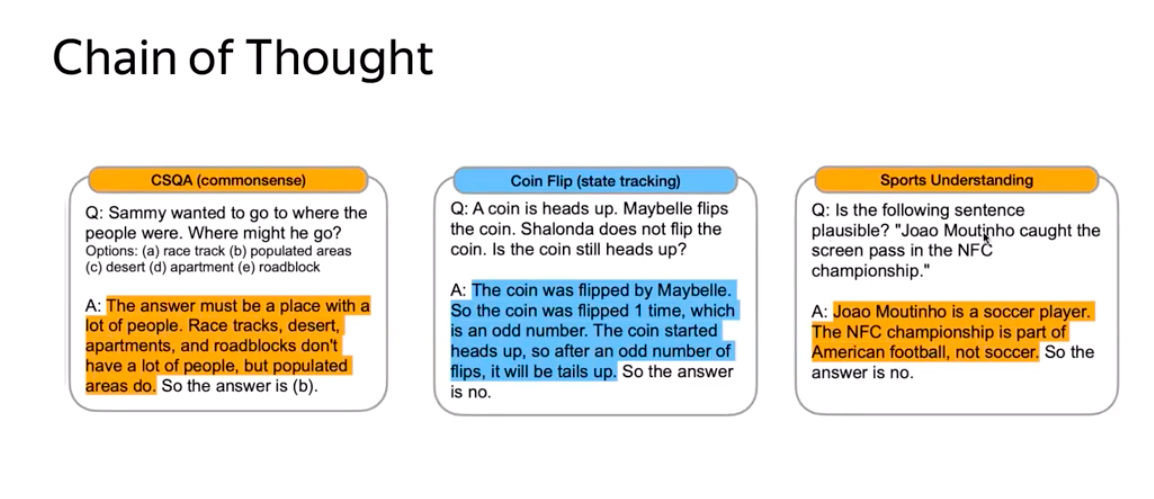 Chain of Thought
CSQA (commonsense)
Q: Sammy wanted to go to where the
people were. Where might he go?
Options: (a) race track (b) populated areas
(c) desert (d) apartment (e) roadblock
A: The answer must be a place with a
lot of people. Race tracks, desert,
apartments, and roadblocks don't
have a lot of people, but populated
areas do. So the answer is (b).
Coin Flip (state tracking)
Q: A coin is heads up. Maybelle flips
the coin. Shalonda does not flip the
coin. Is the coin still heads up?
A: The coin was flipped by Maybelle.
So the coin was flipped 1 time, which
is an odd number. The coin started
heads up, so after an odd number of
flips, it will be tails up. So the answer
is no.
Sports Understanding
Q: Is the following sentence
plausible? "Joao Moutinho caught the
screen pass in the NFC
championship."
A: Joao Moutinho is a soccer player.
The NFC championship is part of
American football, not soccer. So the
answer is no.